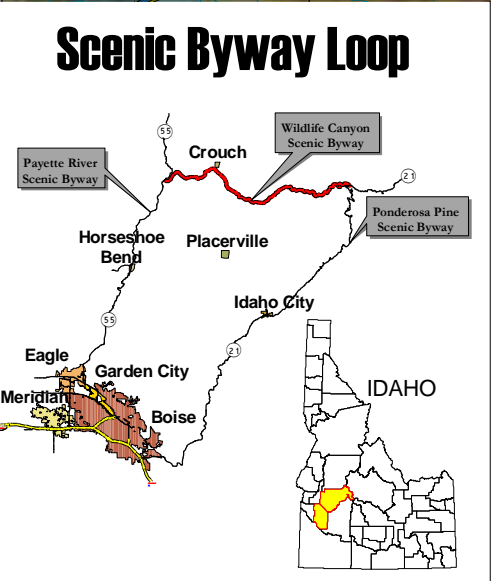 Scenic Byway Loop
55
Wildlife Canyon
Scenic Byway
Crouch
Payette River
Scenic Byway
21
Ponderosa Pine
Scenic Byway
Horseshoe
Bend
Placerville
Idaho City
55
21
Eagle
Garden City
Meridian
Boise
IDAHO